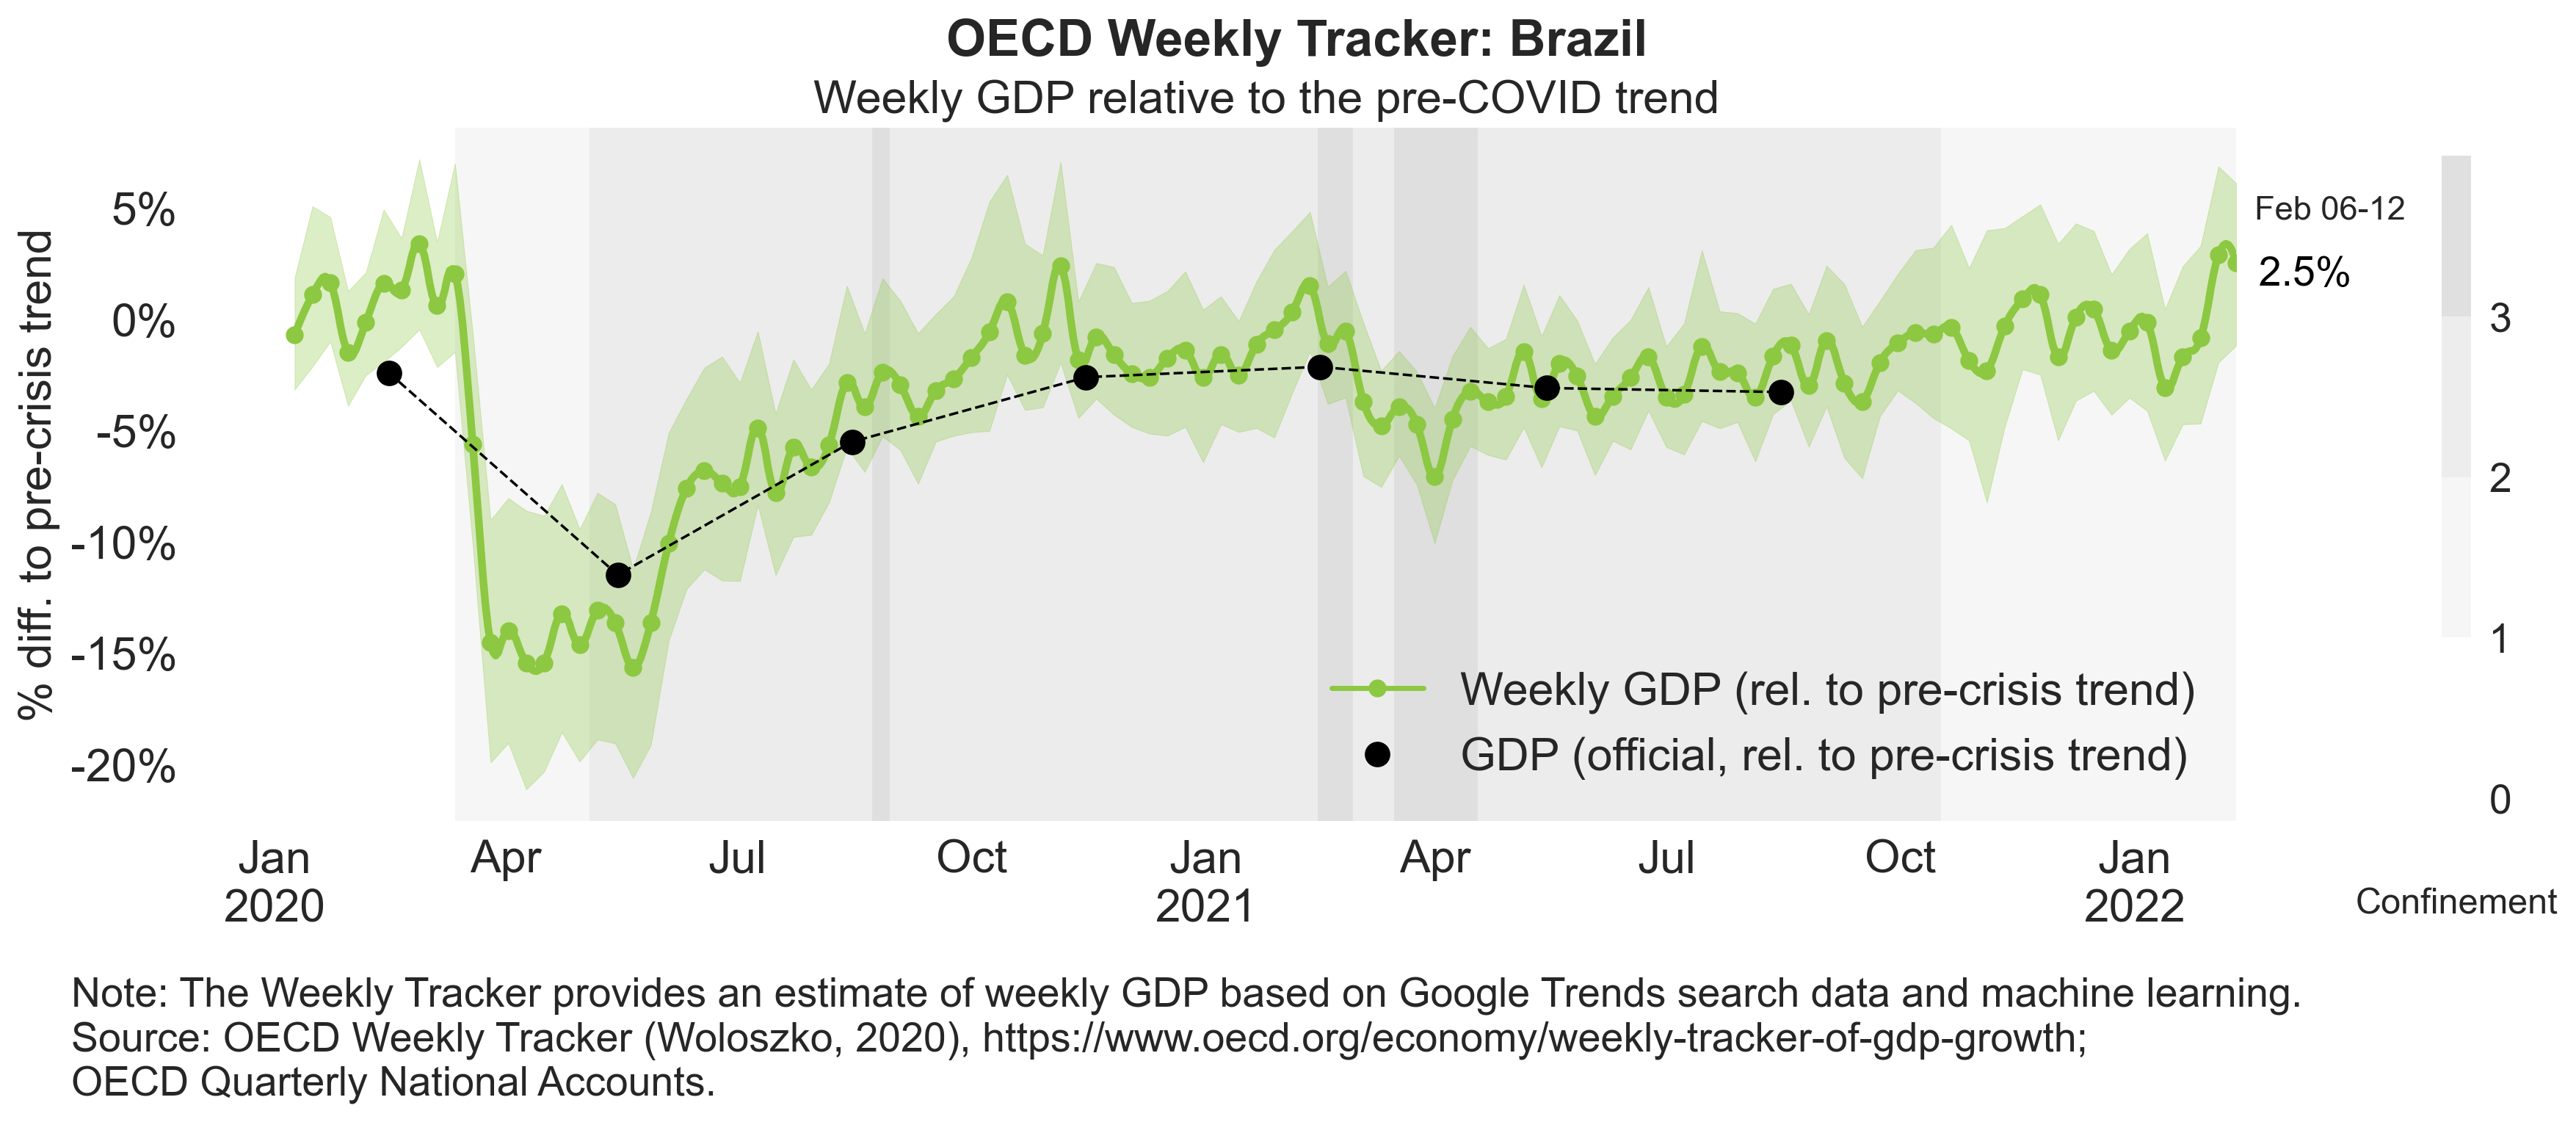 OECD Weekly Tracker: Brazil
Weekly GDP relative to the pre-COVID trend
% diff. to pre-crisis trend
5%
0%
-5%
-10%
-15%
-20%
Feb 06-12
2.5%
3
2
1
0
Confinement
Weekly GDP (rel. to pre-crisis trend)
GDP (official, rel. to pre-crisis trend)
Jan Apr Jul Oct Jan Apr Jul Oct Jan
2020 2021 2022
Note: The Weekly Tracker provides an estimate of weekly GDP based on Google Trends search data and machine learning.
Source: OECD Weekly Tracker (Woloszko, 2020), https://www.oecd.org/economy/weekly-tracker-of-gdp-growth;
OECD Quarterly National Accounts.